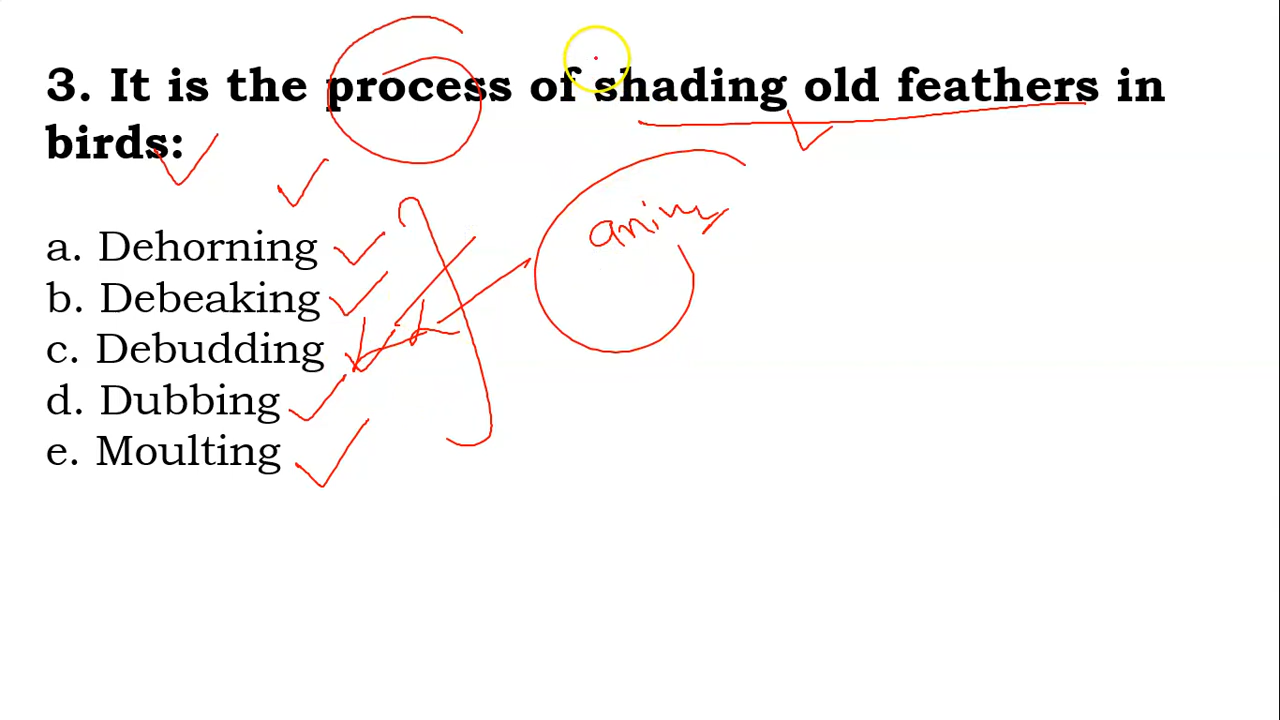 3. It is the process of shading old feathers in
birds:
a. Dehorning
b. Debeaking
c. Debudding
d. Dubbing
e. Moulting